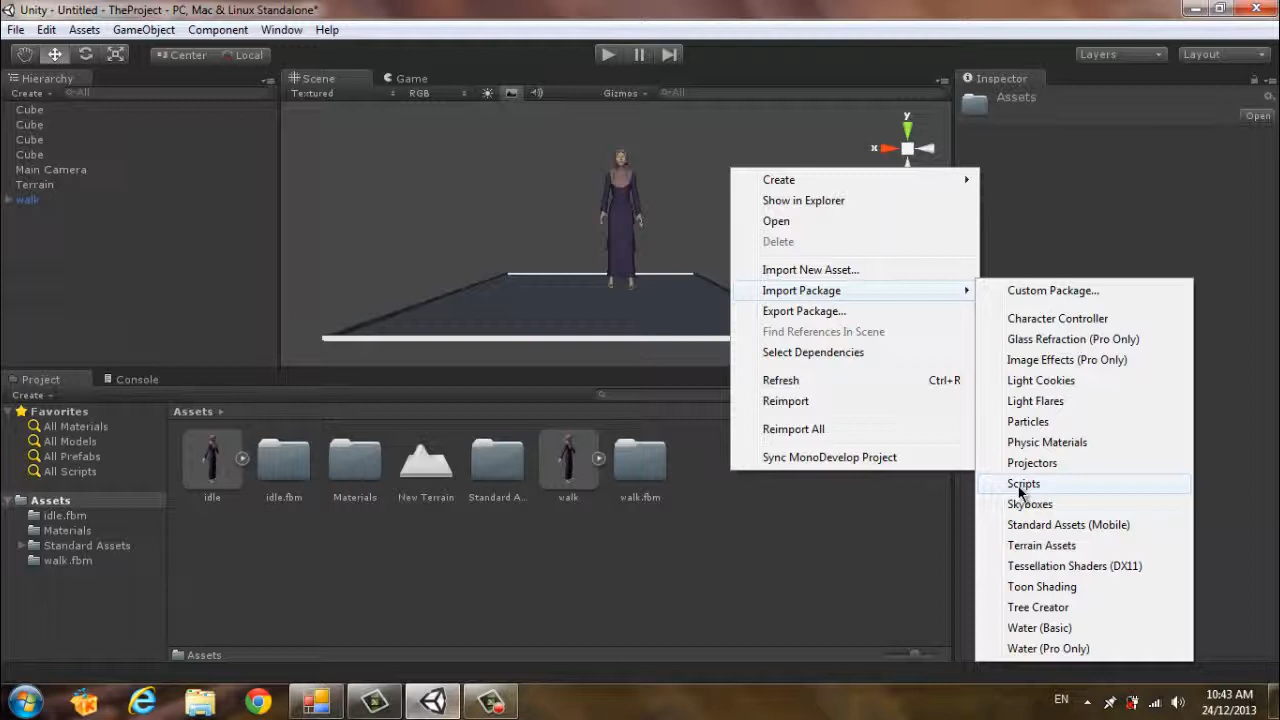 Unity - Untitled - TheProject - PC, Mac & Linux Standalone*
File Edit Assets GameObject Component Window Help
Center Local Layers Layout
Hierarchy
Create All
Cube
Cube
Cube
Cube
Main Camera
Terrain
walk
Scene Game
Textured RGB Gizmos All
y
x
Inspector
Assets
Open
Create
Show in Explorer
Open
Delete
Import New Asset...
Import Package
Export Package...
Find References In Scene
Select Dependencies
Refresh Ctrl+R
Reimport
Reimport All
Sync MonoDevelop Project
Custom Package...
Character Controller
Glass Refraction (Pro Only)
Image Effects (Pro Only)
Light Cookies
Light Flares
Particles
Physic Materials
Projectors
Scripts
Skyboxes
Standard Assets (Mobile)
Terrain Assets
Tessellation Shaders (DX11)
Toon Shading
Tree Creator
Water (Basic)
Water (Pro Only)
Project Console
Create
Favorites
All Materials
All Models
All Prefabs
All Scripts
Assets
idle.fbm
Materials
Standard Assets
walk.fbm
Assets
idle idle.fbm Materials New Terrain Standard A... walk walk.fbm
Assets
EN
10:43 AM
24/12/2013